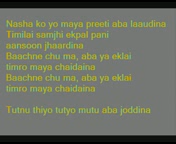 Nasha ko yo maya preeti aba laaudina
Timilai samjhi ekpal pani
aansoon jhaardina
Baachne chu ma, aba ya eklai
timro maya chaidaina
Baachne chu ma, aba ya eklai
timro maya chaidaina
Tutnu thiyo tutyo mutu aba joddina